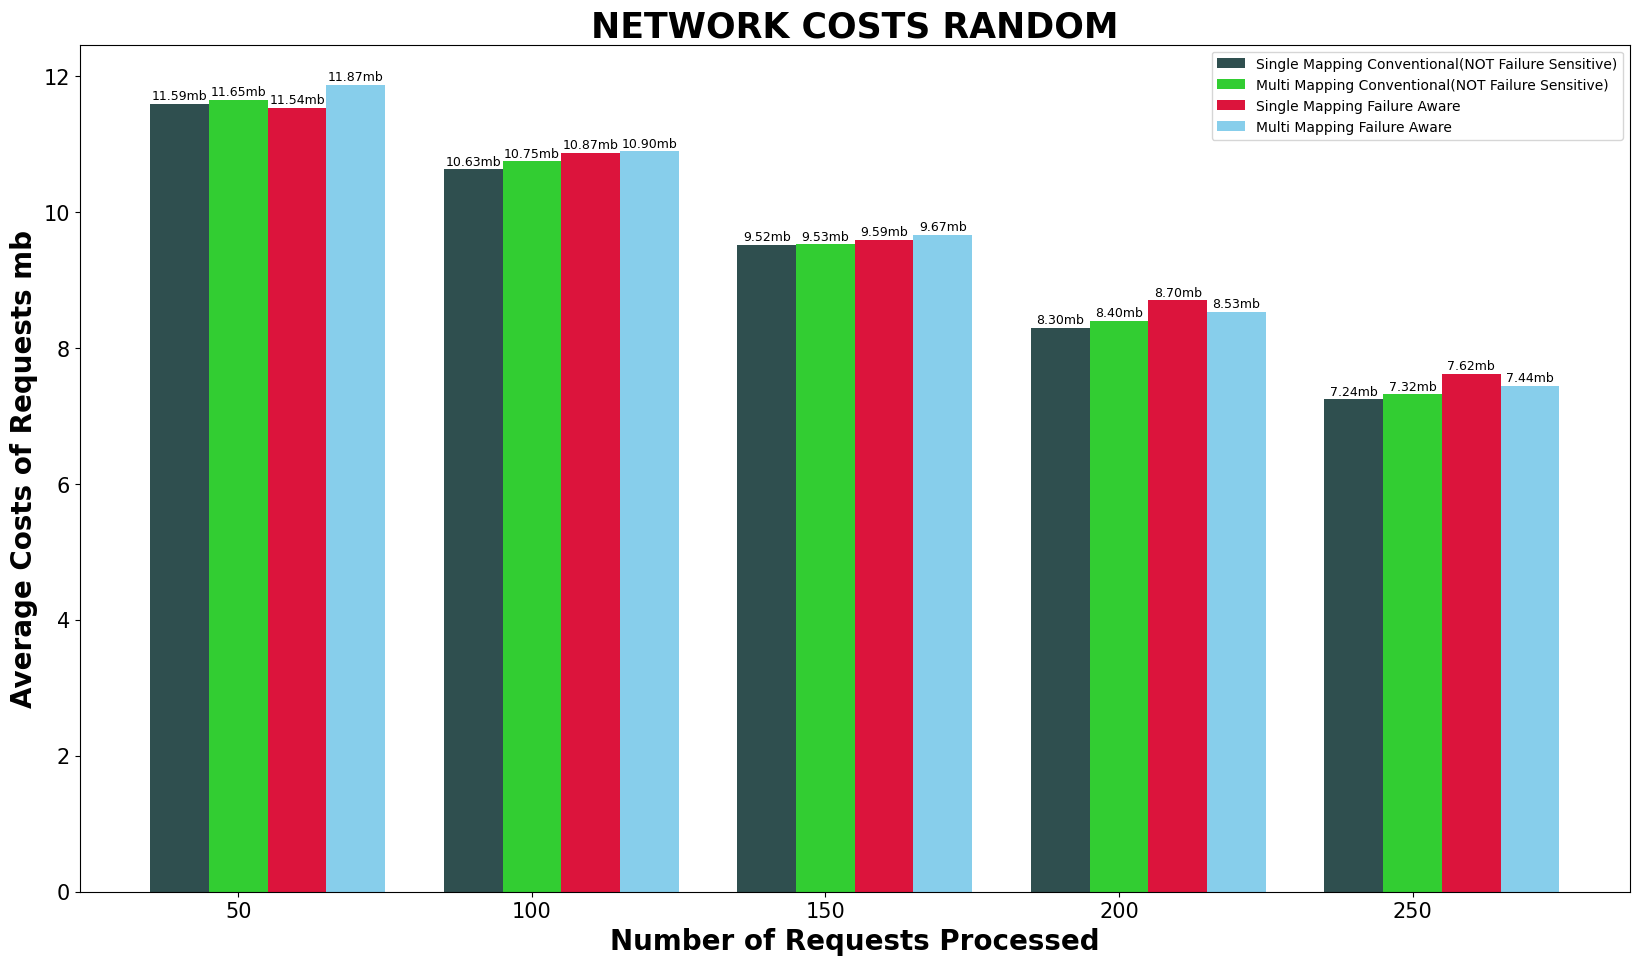 NETWORK COSTS RANDOM
Single Mapping Conventional(NOT Failure Sensitive)
Multi Mapping Conventional(NOT Failure Sensitive)
Single Mapping Failure Aware
Multi Mapping Failure Aware
Average Costs of Requests mb
12
10
8
6
4
2
0
11.59mb 11.65mb 11.54mb 11.87mb
10.63mb 10.75mb 10.87mb 10.90mb
9.52mb 9.53mb 9.59mb 9.67mb
8.30mb 8.40mb 8.70mb 8.53mb
7.24mb 7.32mb 7.62mb 7.44mb
50 100 150 200 250
Number of Requests Processed